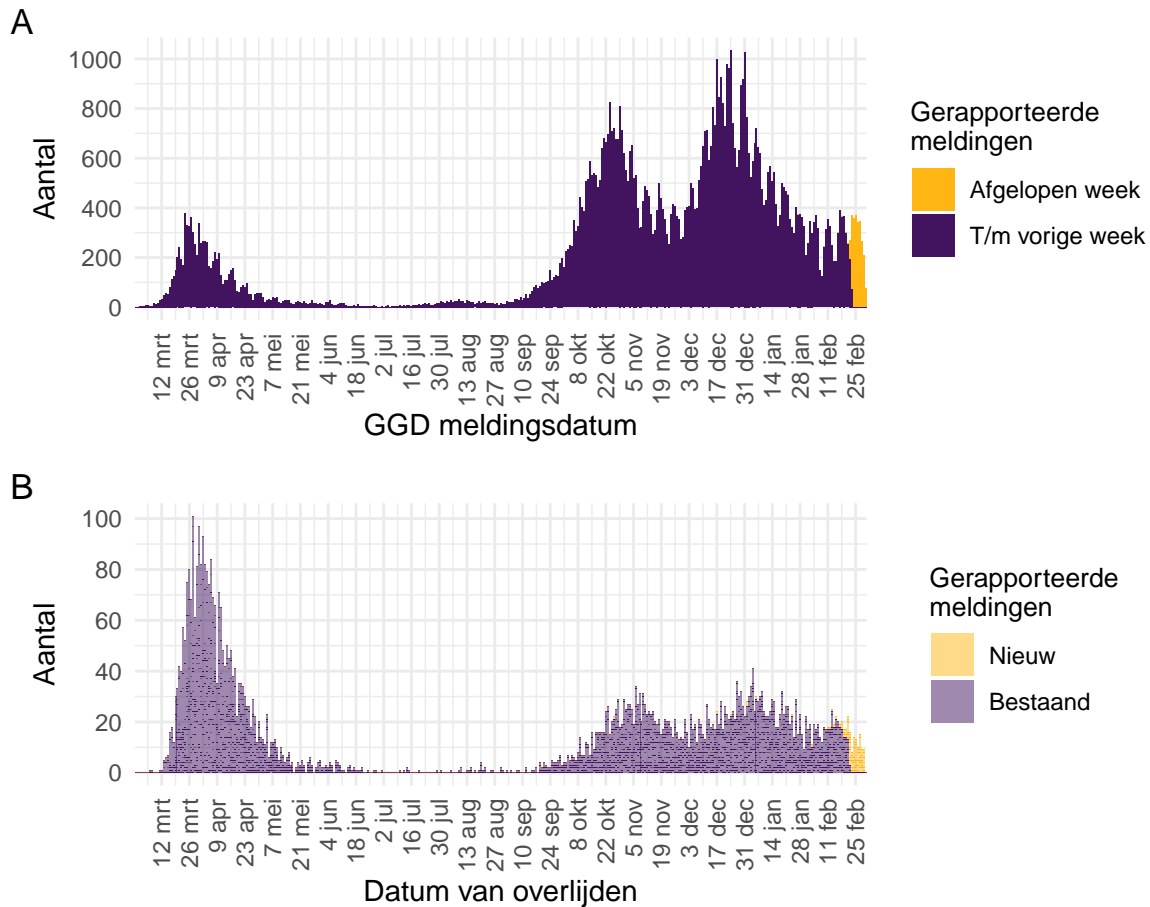 A
1000
800
600
400
200
0
Aantal
12 mrt
26 mrt
9 apr
23 apr
7 mei
21 mei
4 jun
18 jun
2 jul
16 jul
30 jul
13 aug
27 aug
10 sep
24 sep
8 okt
22 okt
5 nov
19 nov
3 dec
17 dec
31 dec
14 jan
28 jan
11 feb
25 feb
GGD meldingsdatum
Gerapporteerde
meldingen
Afgelopen week
T/m vorige week
B
100
80
60
40
20
0
Aantal
12 mrt
26 mrt
9 apr
23 apr
7 mei
21 mei
4 jun
18 jun
2 jul
16 jul
30 jul
13 aug
27 aug
10 sep
24 sep
8 okt
22 okt
5 nov
19 nov
3 dec
17 dec
31 dec
14 jan
28 jan
11 feb
25 feb
Datum van overlijden
Gerapporteerde
meldingen
Nieuw
Bestaand